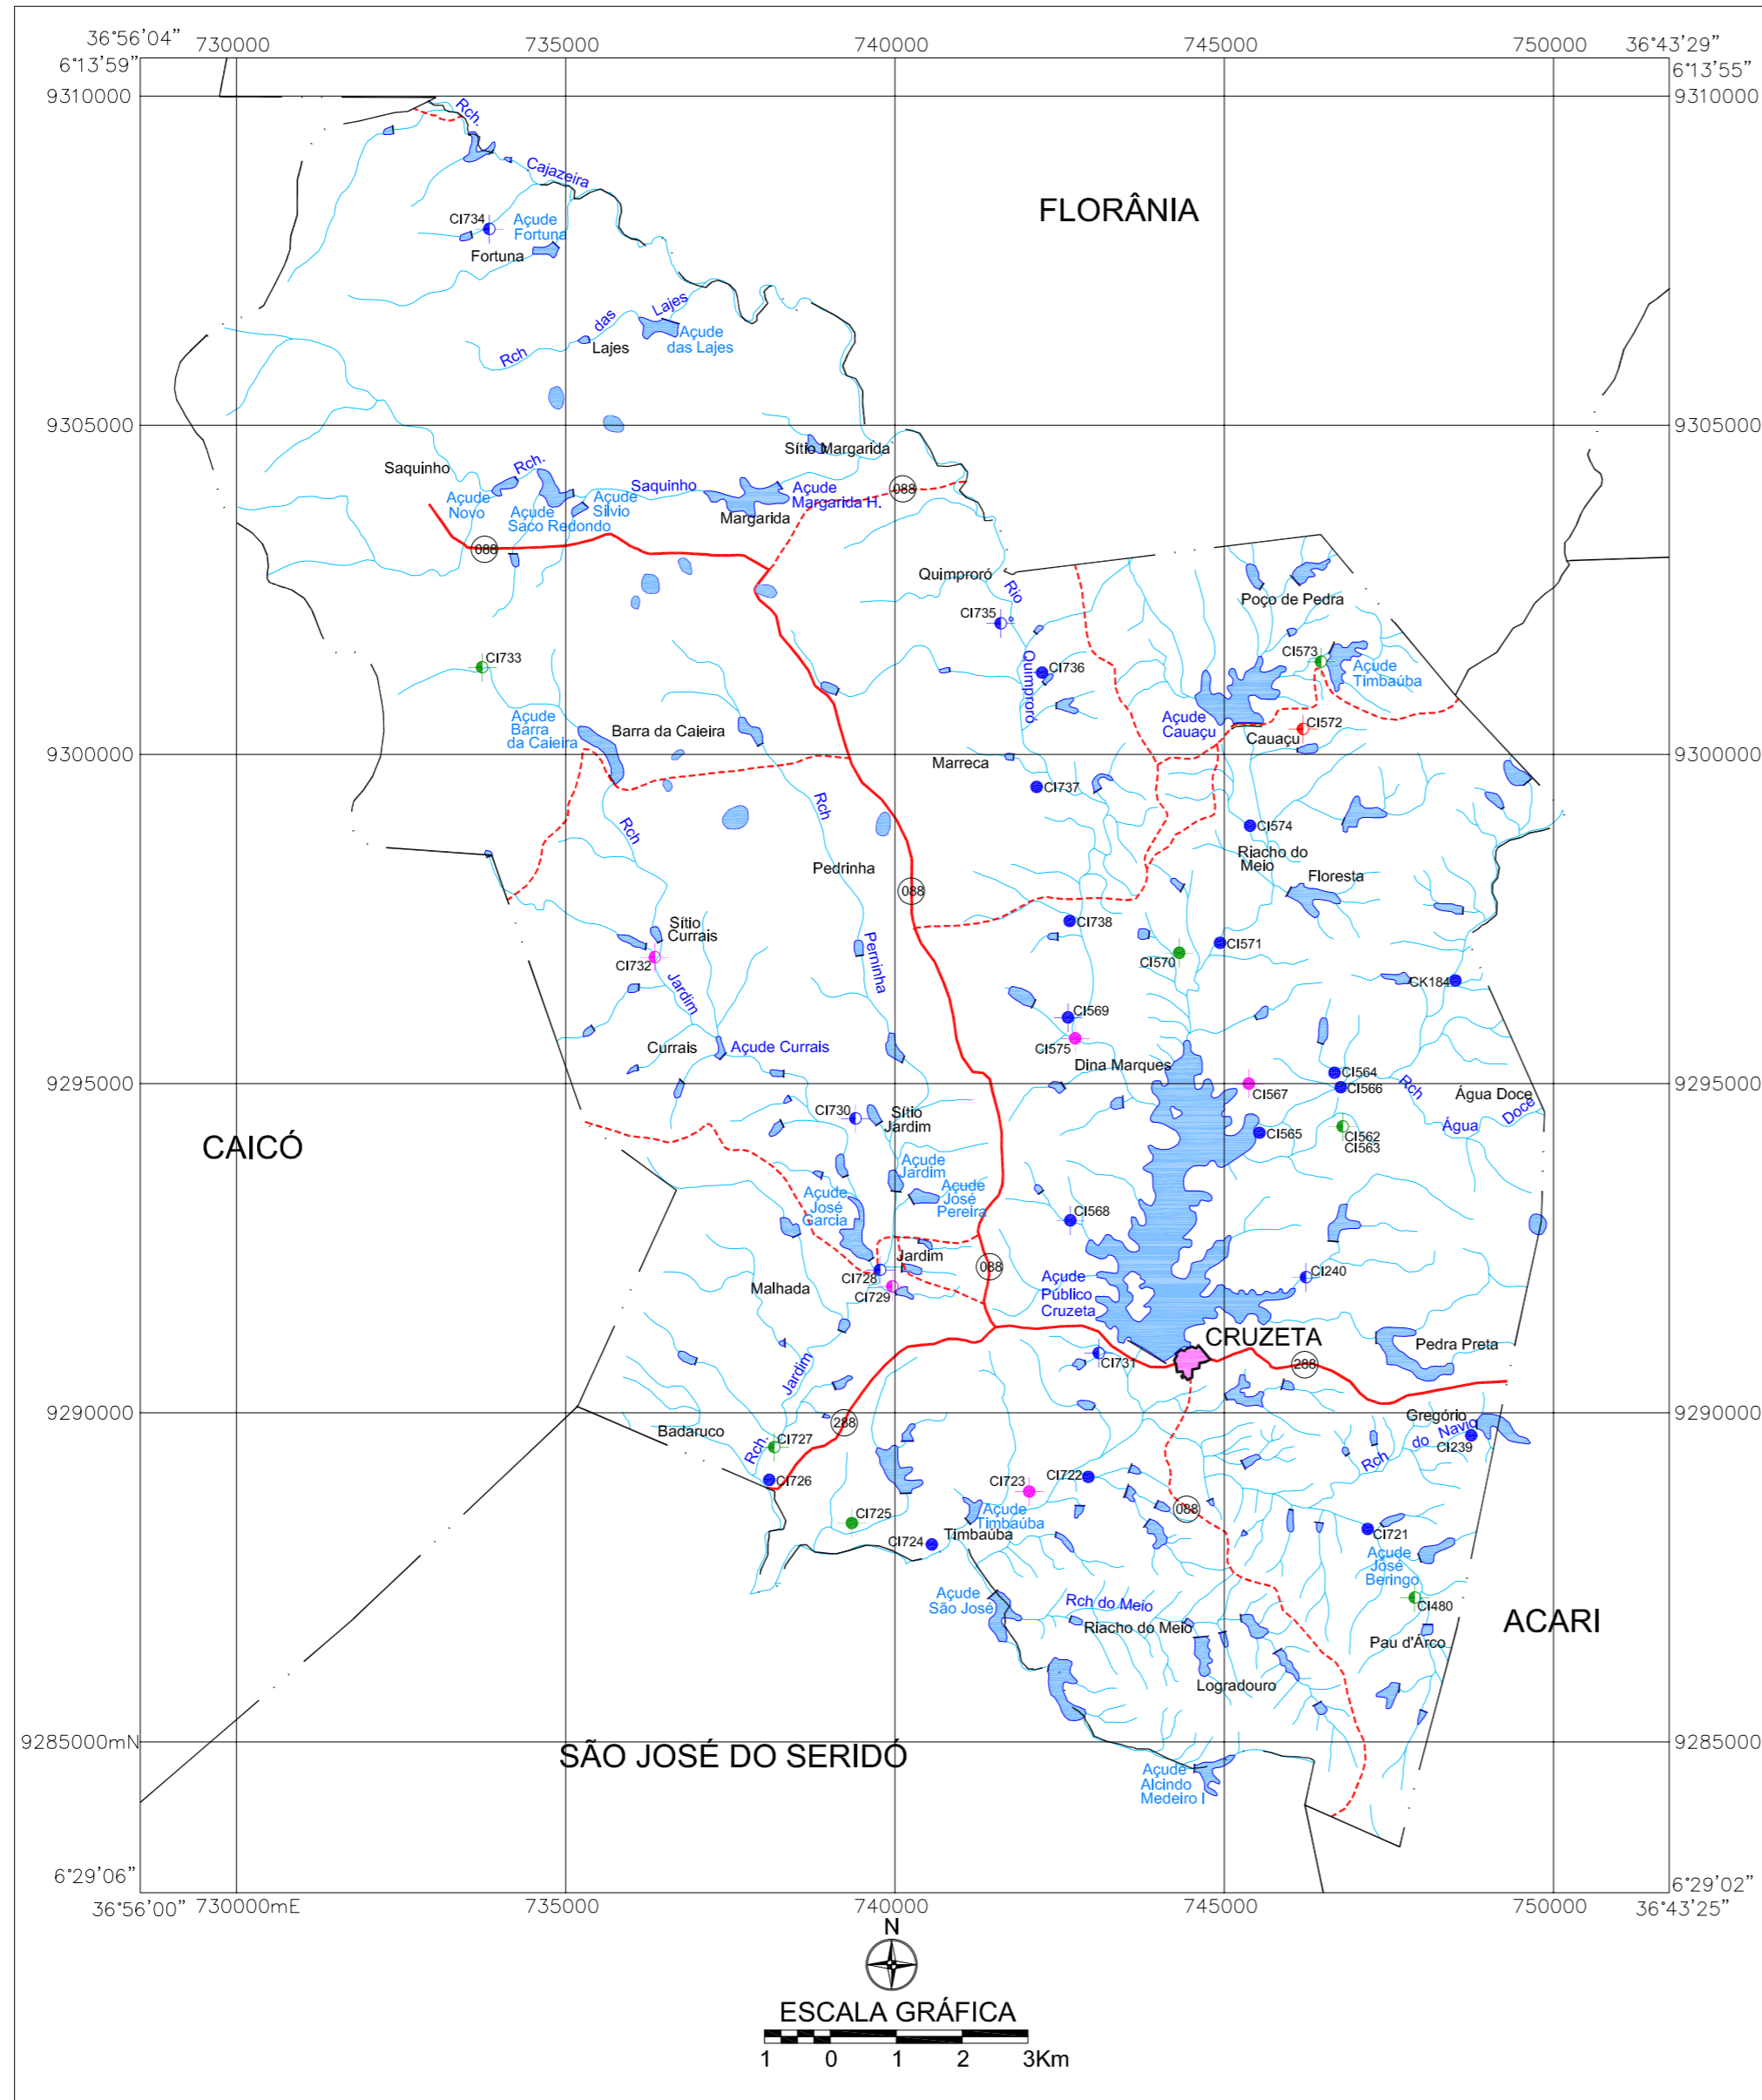 36°56'04" 730000 735000 740000 745000 750000 36°43'29"
6°13'59" 6°13'55"
9310000 9310000
Rch.
Cajazeira
FLORÂNIA
CI734
Açude
Fortuna
Fortuna
Rch
das
Lajes
Lajes
Açude
das Lajes
9305000 9305000
Sítio Margarida
Saquinho
Rch.
Saquinho
Açude
Novo
Açude
Saco Redondo
Açude
Sílvio
Açude
Margarida H.
Margarida
088
088
Quimproró
Rio
Quimproró
CI735
CI736
Poço de Pedra
CI573
Açude
Timbaúba
CI733
Açude
Barra
da Caieira
Barra da Caieira
Açude
Cauaçu
CI572
Cauaçu
9300000 9300000
Marreca
CI737
Rch
Rch
CI574
Riacho do
Meio
Floresta
Pedrinha
088
Sítio
Currais
CI732
Jardim
Perninha
CI738
CI570
CI571
CK184
CI569
CI575
Currais
Açude Currais
Dina Marques
CI564
CI566
CI567
Rch
Água
Doce
Água Doce
9295000 9295000
CI730
Sítio
Jardim
CI565
CI562
CI563
CAICÓ
Açude
Jardim
Açude
José
Pereira
Açude
José
Garcia
CI568
Jardim
088
CI728
CI729
Malhada
Açude
Público
Cruzeta
CI240
CRUZETA
Pedra Preta
CI731
288
Jardim
Rch.
9290000 9290000
288
Badaruco
CI727
CI726
Gregório
Rch
do Navio
CI239
CI723
CI722
CI725
CI724
Açude
Timbaúba
Timbaúba
088
CI721
Açude
José
Beringo
CI480
Açude
São José
Rch do Meio
Riacho do Meio
Pau d'Árco
ACARI
Logradouro
9285000mN 9285000
SÃO JOSÉ DO SERIDÓ
Açude
Alcindo
Medeiro I
6°29'06" 6°29'02"
36°56'00" 730000mE 735000 740000 745000 750000 36°43'25"
N
ESCALA GRÁFICA
1 0 1 2 3Km